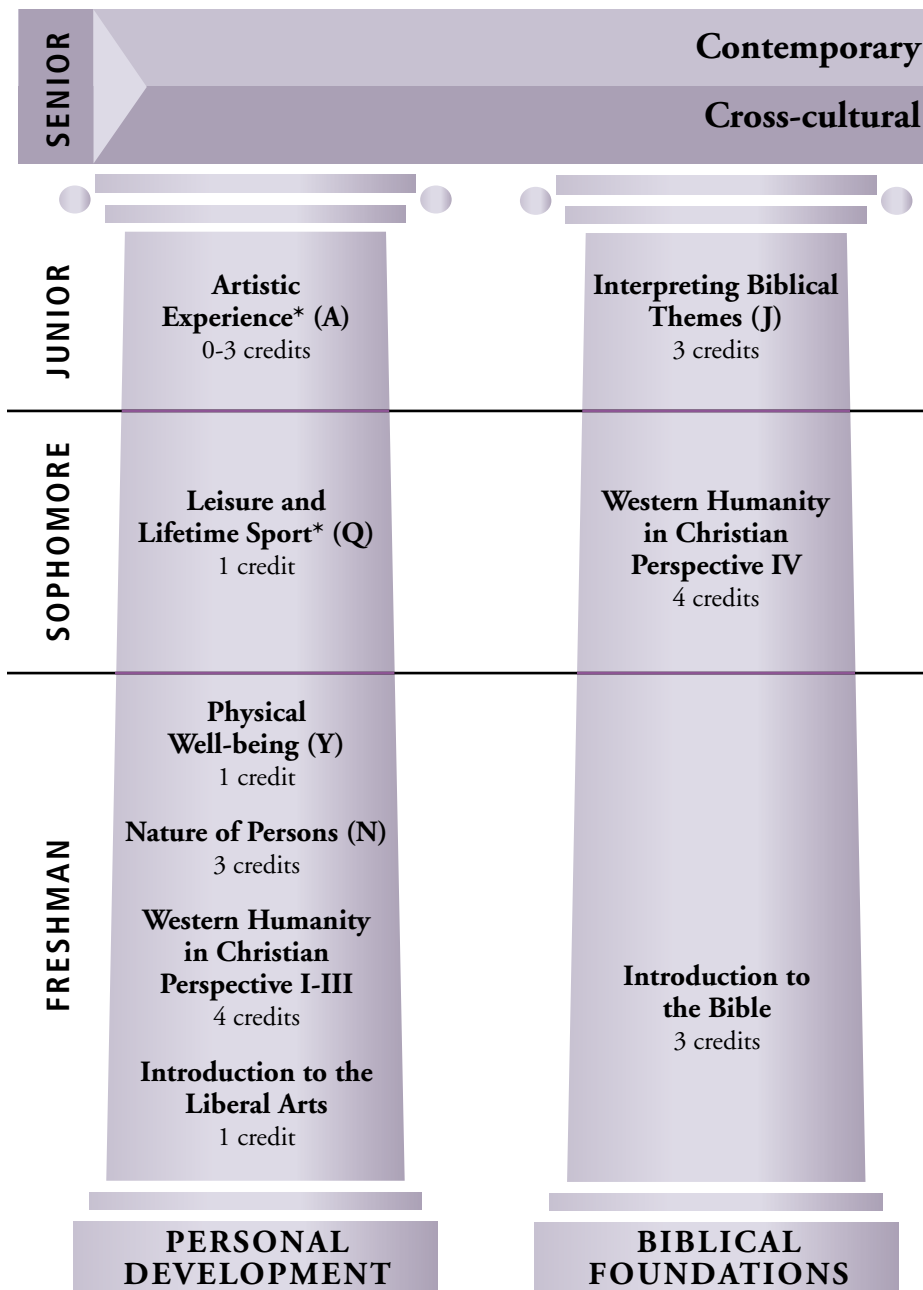 SENIOR
Contemporary
Cross-cultural
JUNIOR
Artistic
Experience* (A)
0-3 credits
Interpreting Biblical
Themes (J)
3 credits
SOPHOMORE
Leisure and
Lifetime Sport* (Q)
1 credit
Western Humanity
in Christian
Perspective IV
4 credits
FRESHMAN
Physical
Well-being (Y)
1 credit
Nature of Persons (N)
3 credits
Western Humanity
in Christian
Perspective I-III
4 credits
Introduction to the
Liberal Arts
1 credit
Introduction to
the Bible
3 credits
PERSONAL
DEVELOPMENT
BIBLICAL
FOUNDATIONS